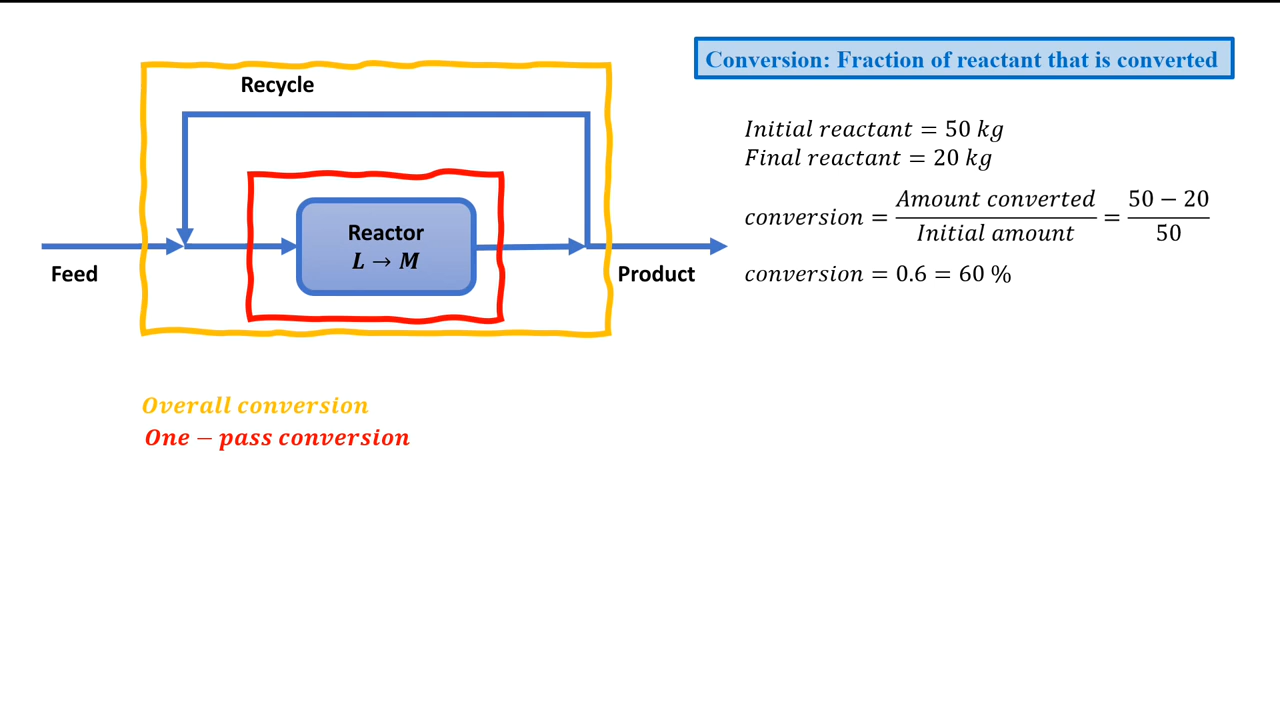 Conversion: Fraction of reactant that is converted
Recycle
Initial reactant = 50 kg
Final reactant = 20 kg
conversion = Amount converted / Initial amount = 50 − 20 / 50
Reactor
L → M
Feed
Product
conversion = 0.6 = 60 %
Overall conversion
One − pass conversion